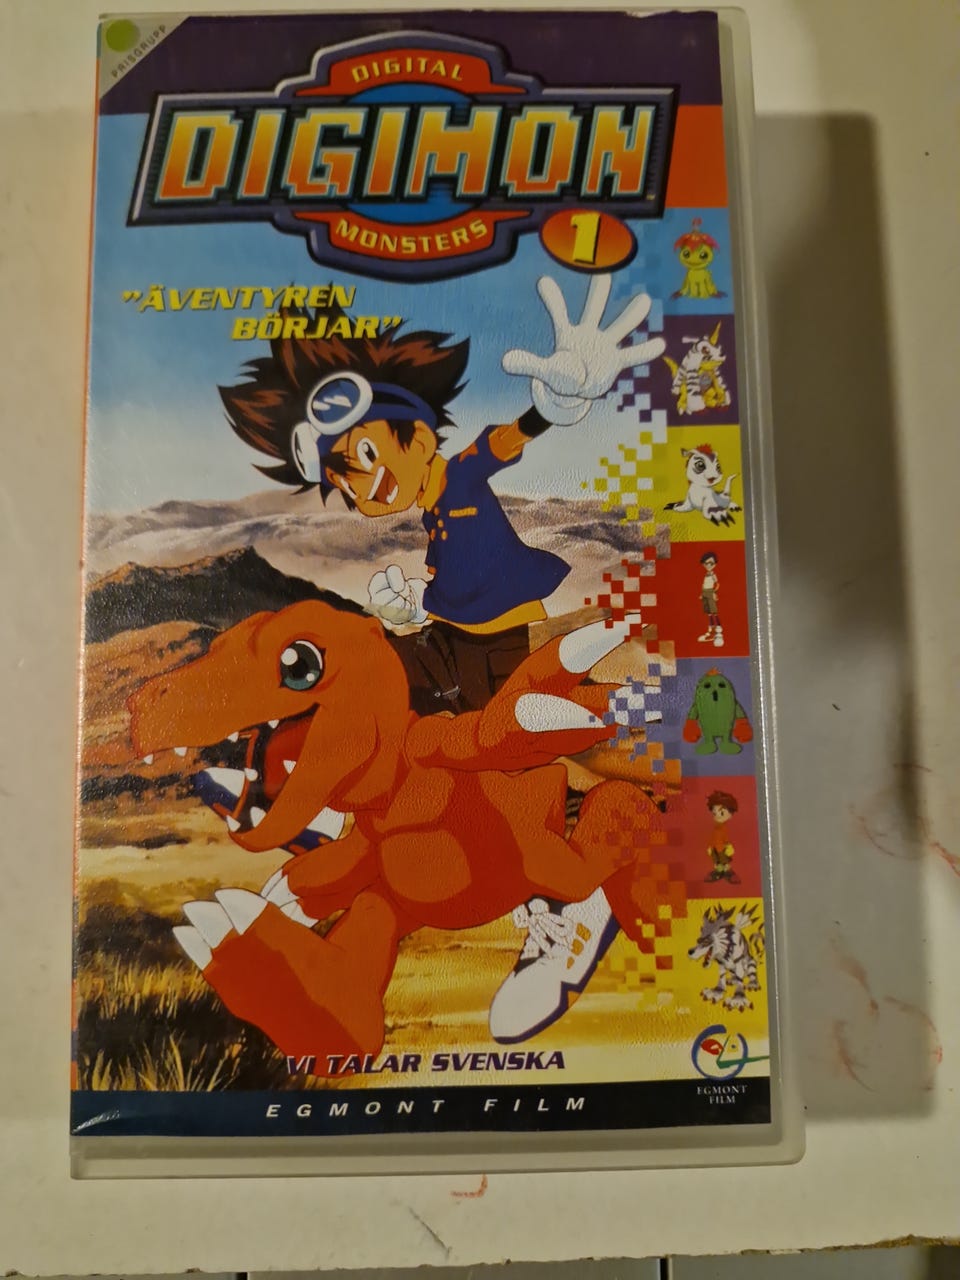 PRISGRUPP
DIGITAL
DIGIMON
MONSTERS
1
"ÄVENTYREN
BÖRJAR"
VI TALAR SVENSKA
EGMONT
FILM
EGMONT FILM